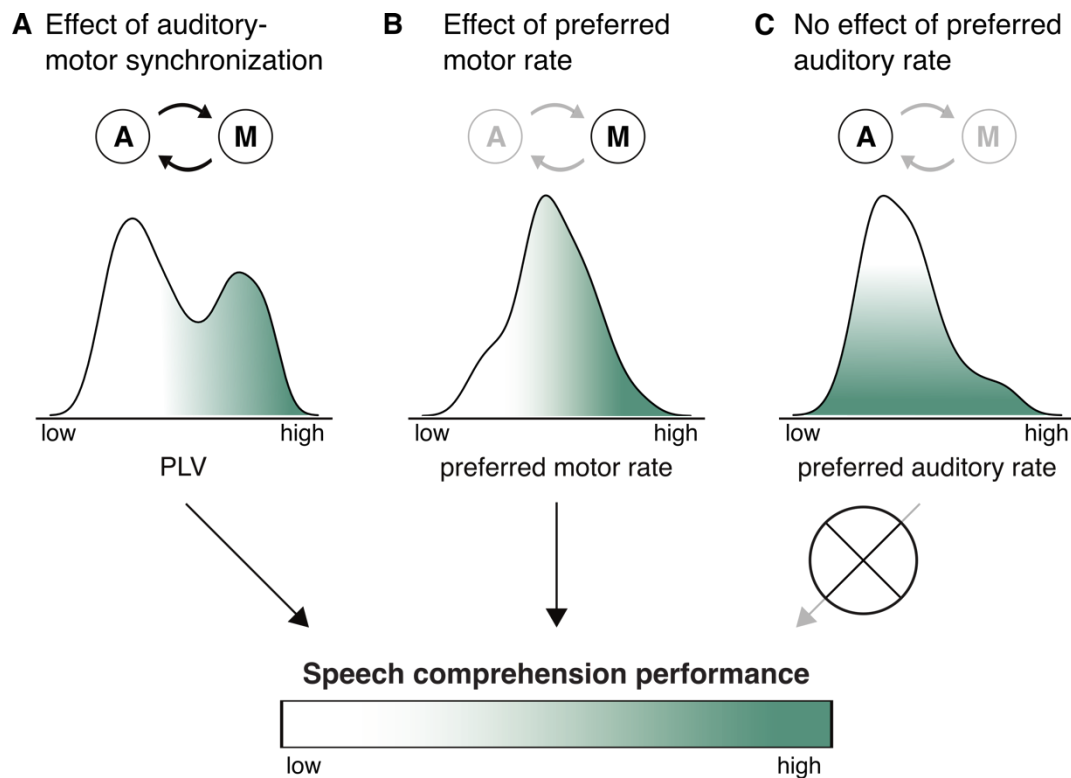 A Effect of auditory-
motor synchronization
A
M
low
high
PLV
B Effect of preferred
motor rate
A
M
low
high
preferred motor rate
C No effect of preferred
auditory rate
A
M
low
high
preferred auditory rate
Speech comprehension performance
low
high